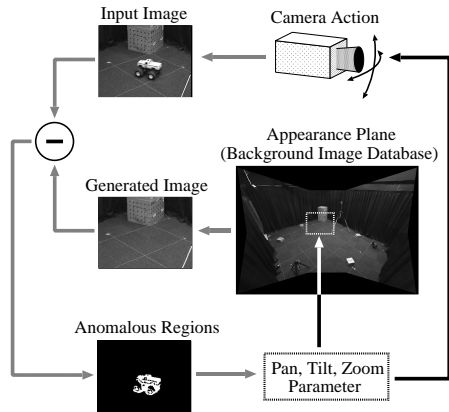 Input Image
Camera Action
Appearance Plane
(Background Image Database)
Generated Image
Anomalous Regions
Pan, Tilt, Zoom
Parameter